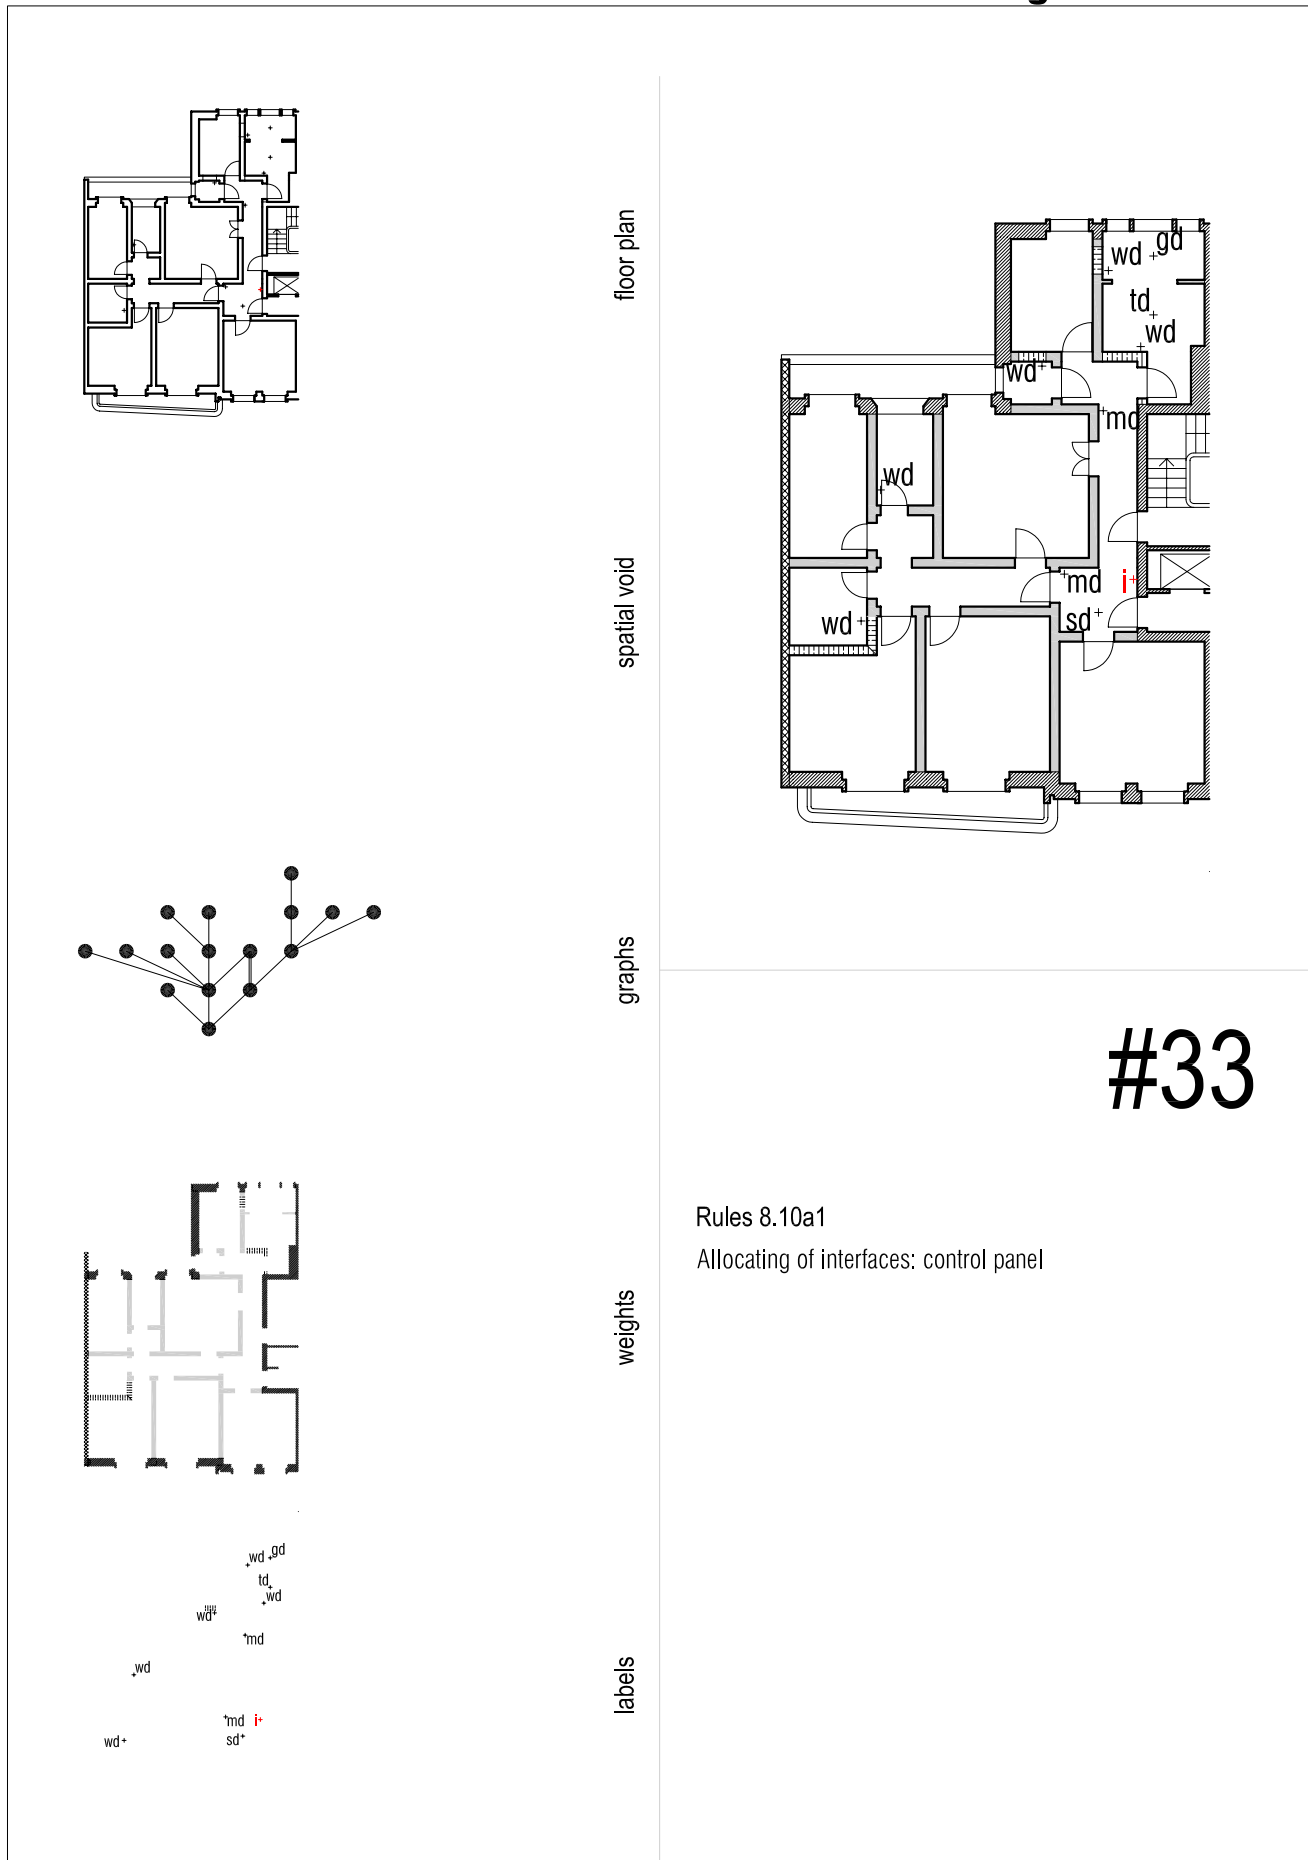 floor plan
spatial void
graphs
weights
labels
wd gd
td
wd
wd
md
wd
md i
sd
wd
wd gd
td
wd
wd
md
wd
md i
wd sd
#33
Rules 8.10a1
Allocating of interfaces: control panel